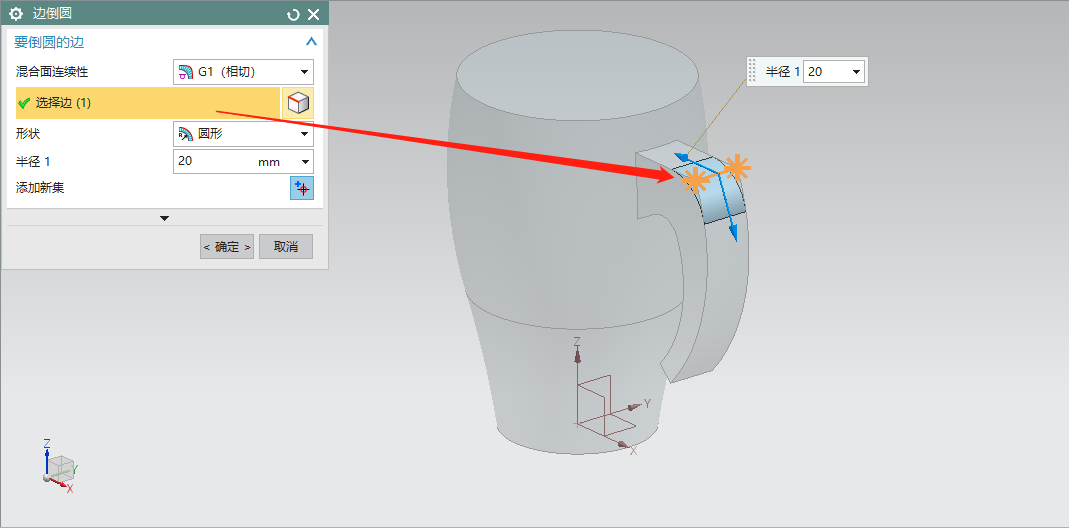 边倒圆
要倒圆的边
混合面连续性 G1（相切）
选择边 (1)
形状 圆形
半径 1 20 mm
添加新集
< 确定 > 取消
半径 1 20
Z
Y
X
Z
Y
X